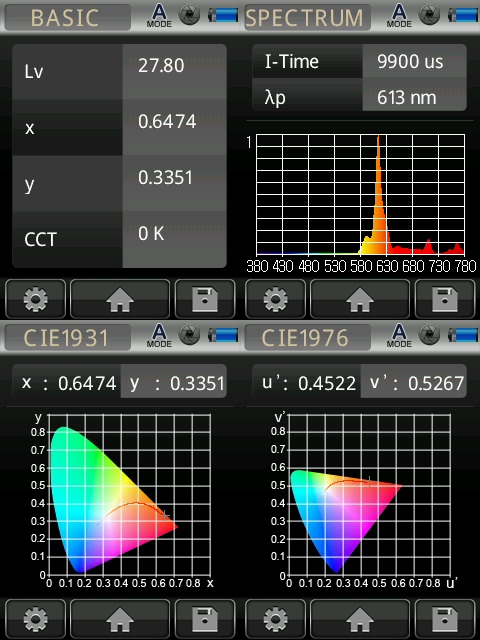 BASIC
A
MODE
Lv 27.80
x 0.6474
y 0.3351
CCT 0 K
SPECTRUM
A
MODE
I-Time 9900 us
λp 613 nm
1
380 430 480 530 580 630 680 730 780
CIE1931
A
MODE
x : 0.6474 y : 0.3351
y
0.8
0.7
0.6
0.5
0.4
0.3
0.2
0.1
0
0 0.1 0.2 0.3 0.4 0.5 0.6 0.7 0.8 x
CIE1976
A
MODE
u': 0.4522 v': 0.5267
v'
0.8
0.7
0.6
0.5
0.4
0.3
0.2
0.1
0
0 0.1 0.2 0.3 0.4 0.5 0.6 0.7 0.8 u'